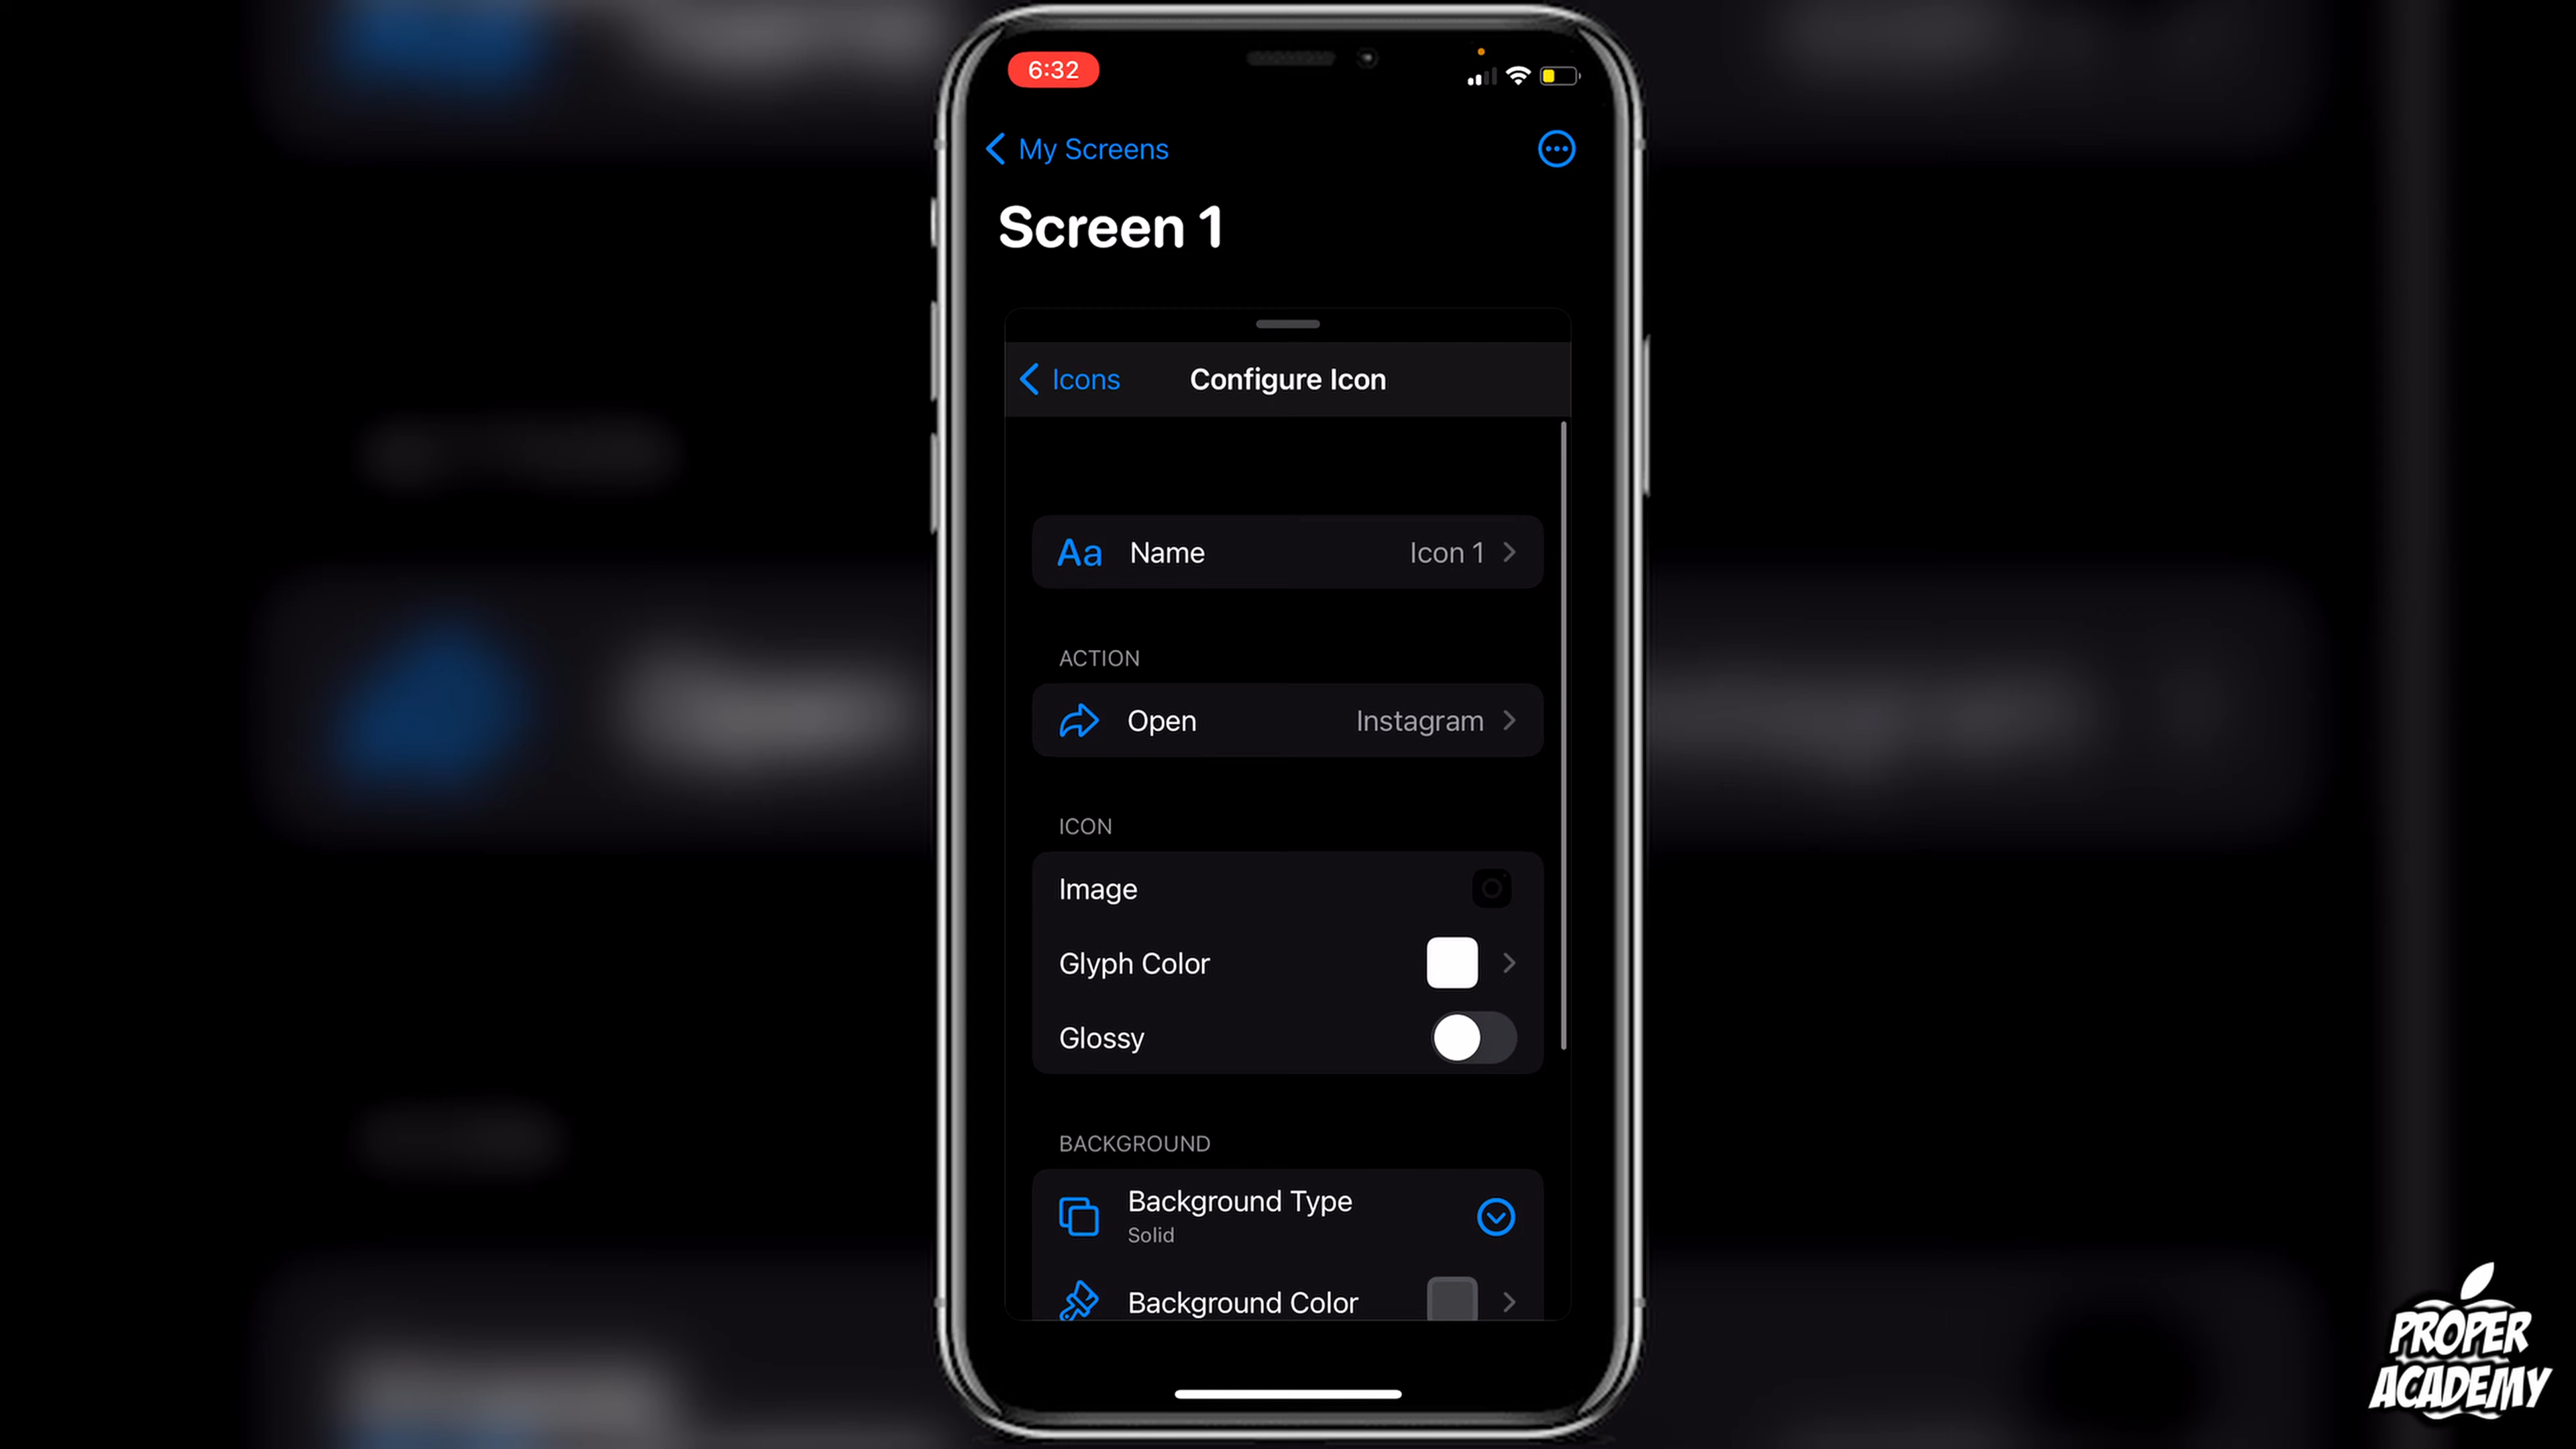 6:32
My Screens
Screen 1
Icons
Configure Icon
Aa Name Icon 1
ACTION
Open Instagram
ICON
Image
Glyph Color
Glossy
BACKGROUND
Background Type
Solid
Background Color
PROPER
ACADEMY